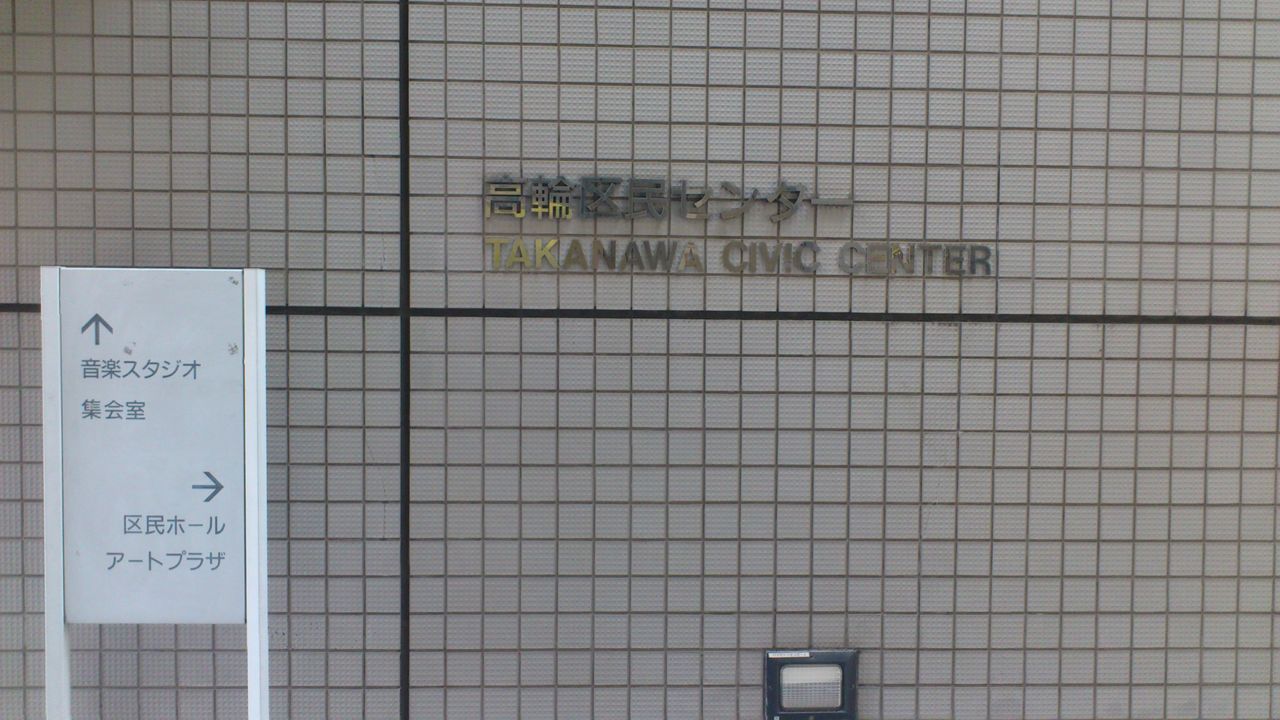 高輪区民センター
TAKANAWA CIVIC CENTER
↑
音楽スタジオ
集会室
→
区民ホール
アートプラザ